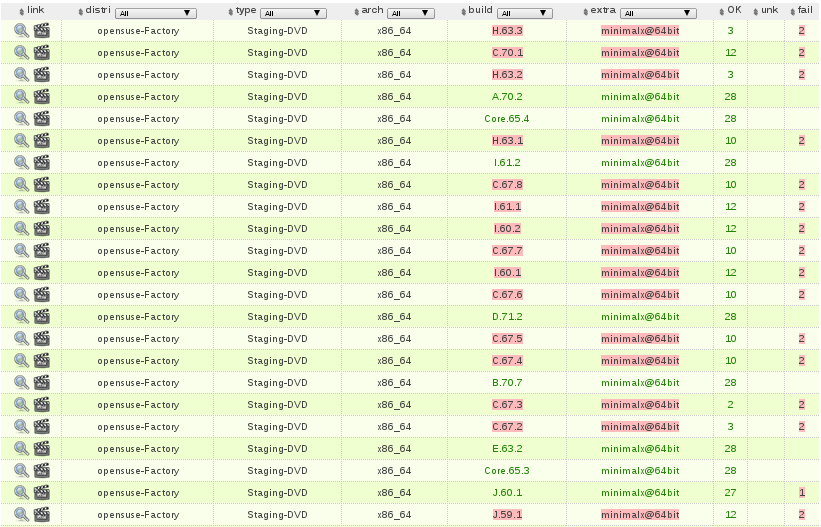 link distri All type All arch All build All extra All OK unk fail
opensuse-Factory Staging-DVD x86_64 H.63.3 minimalx@64bit 3 2
opensuse-Factory Staging-DVD x86_64 C.70.1 minimalx@64bit 12 2
opensuse-Factory Staging-DVD x86_64 H.63.2 minimalx@64bit 3 2
opensuse-Factory Staging-DVD x86_64 A.70.2 minimalx@64bit 28
opensuse-Factory Staging-DVD x86_64 Core.65.4 minimalx@64bit 28
opensuse-Factory Staging-DVD x86_64 H.63.1 minimalx@64bit 10 2
opensuse-Factory Staging-DVD x86_64 I.61.2 minimalx@64bit 28
opensuse-Factory Staging-DVD x86_64 C.67.8 minimalx@64bit 10 2
opensuse-Factory Staging-DVD x86_64 I.61.1 minimalx@64bit 12 2
opensuse-Factory Staging-DVD x86_64 I.60.2 minimalx@64bit 12 2
opensuse-Factory Staging-DVD x86_64 C.67.7 minimalx@64bit 10 2
opensuse-Factory Staging-DVD x86_64 I.60.1 minimalx@64bit 12 2
opensuse-Factory Staging-DVD x86_64 C.67.6 minimalx@64bit 10 2
opensuse-Factory Staging-DVD x86_64 D.71.2 minimalx@64bit 28
opensuse-Factory Staging-DVD x86_64 C.67.5 minimalx@64bit 10 2
opensuse-Factory Staging-DVD x86_64 C.67.4 minimalx@64bit 10 2
opensuse-Factory Staging-DVD x86_64 B.70.7 minimalx@64bit 28
opensuse-Factory Staging-DVD x86_64 C.67.3 minimalx@64bit 2 2
opensuse-Factory Staging-DVD x86_64 C.67.2 minimalx@64bit 3 2
opensuse-Factory Staging-DVD x86_64 E.63.2 minimalx@64bit 28
opensuse-Factory Staging-DVD x86_64 Core.65.3 minimalx@64bit 28
opensuse-Factory Staging-DVD x86_64 J.60.1 minimalx@64bit 27 1
opensuse-Factory Staging-DVD x86_64 J.59.1 minimalx@64bit 12 2